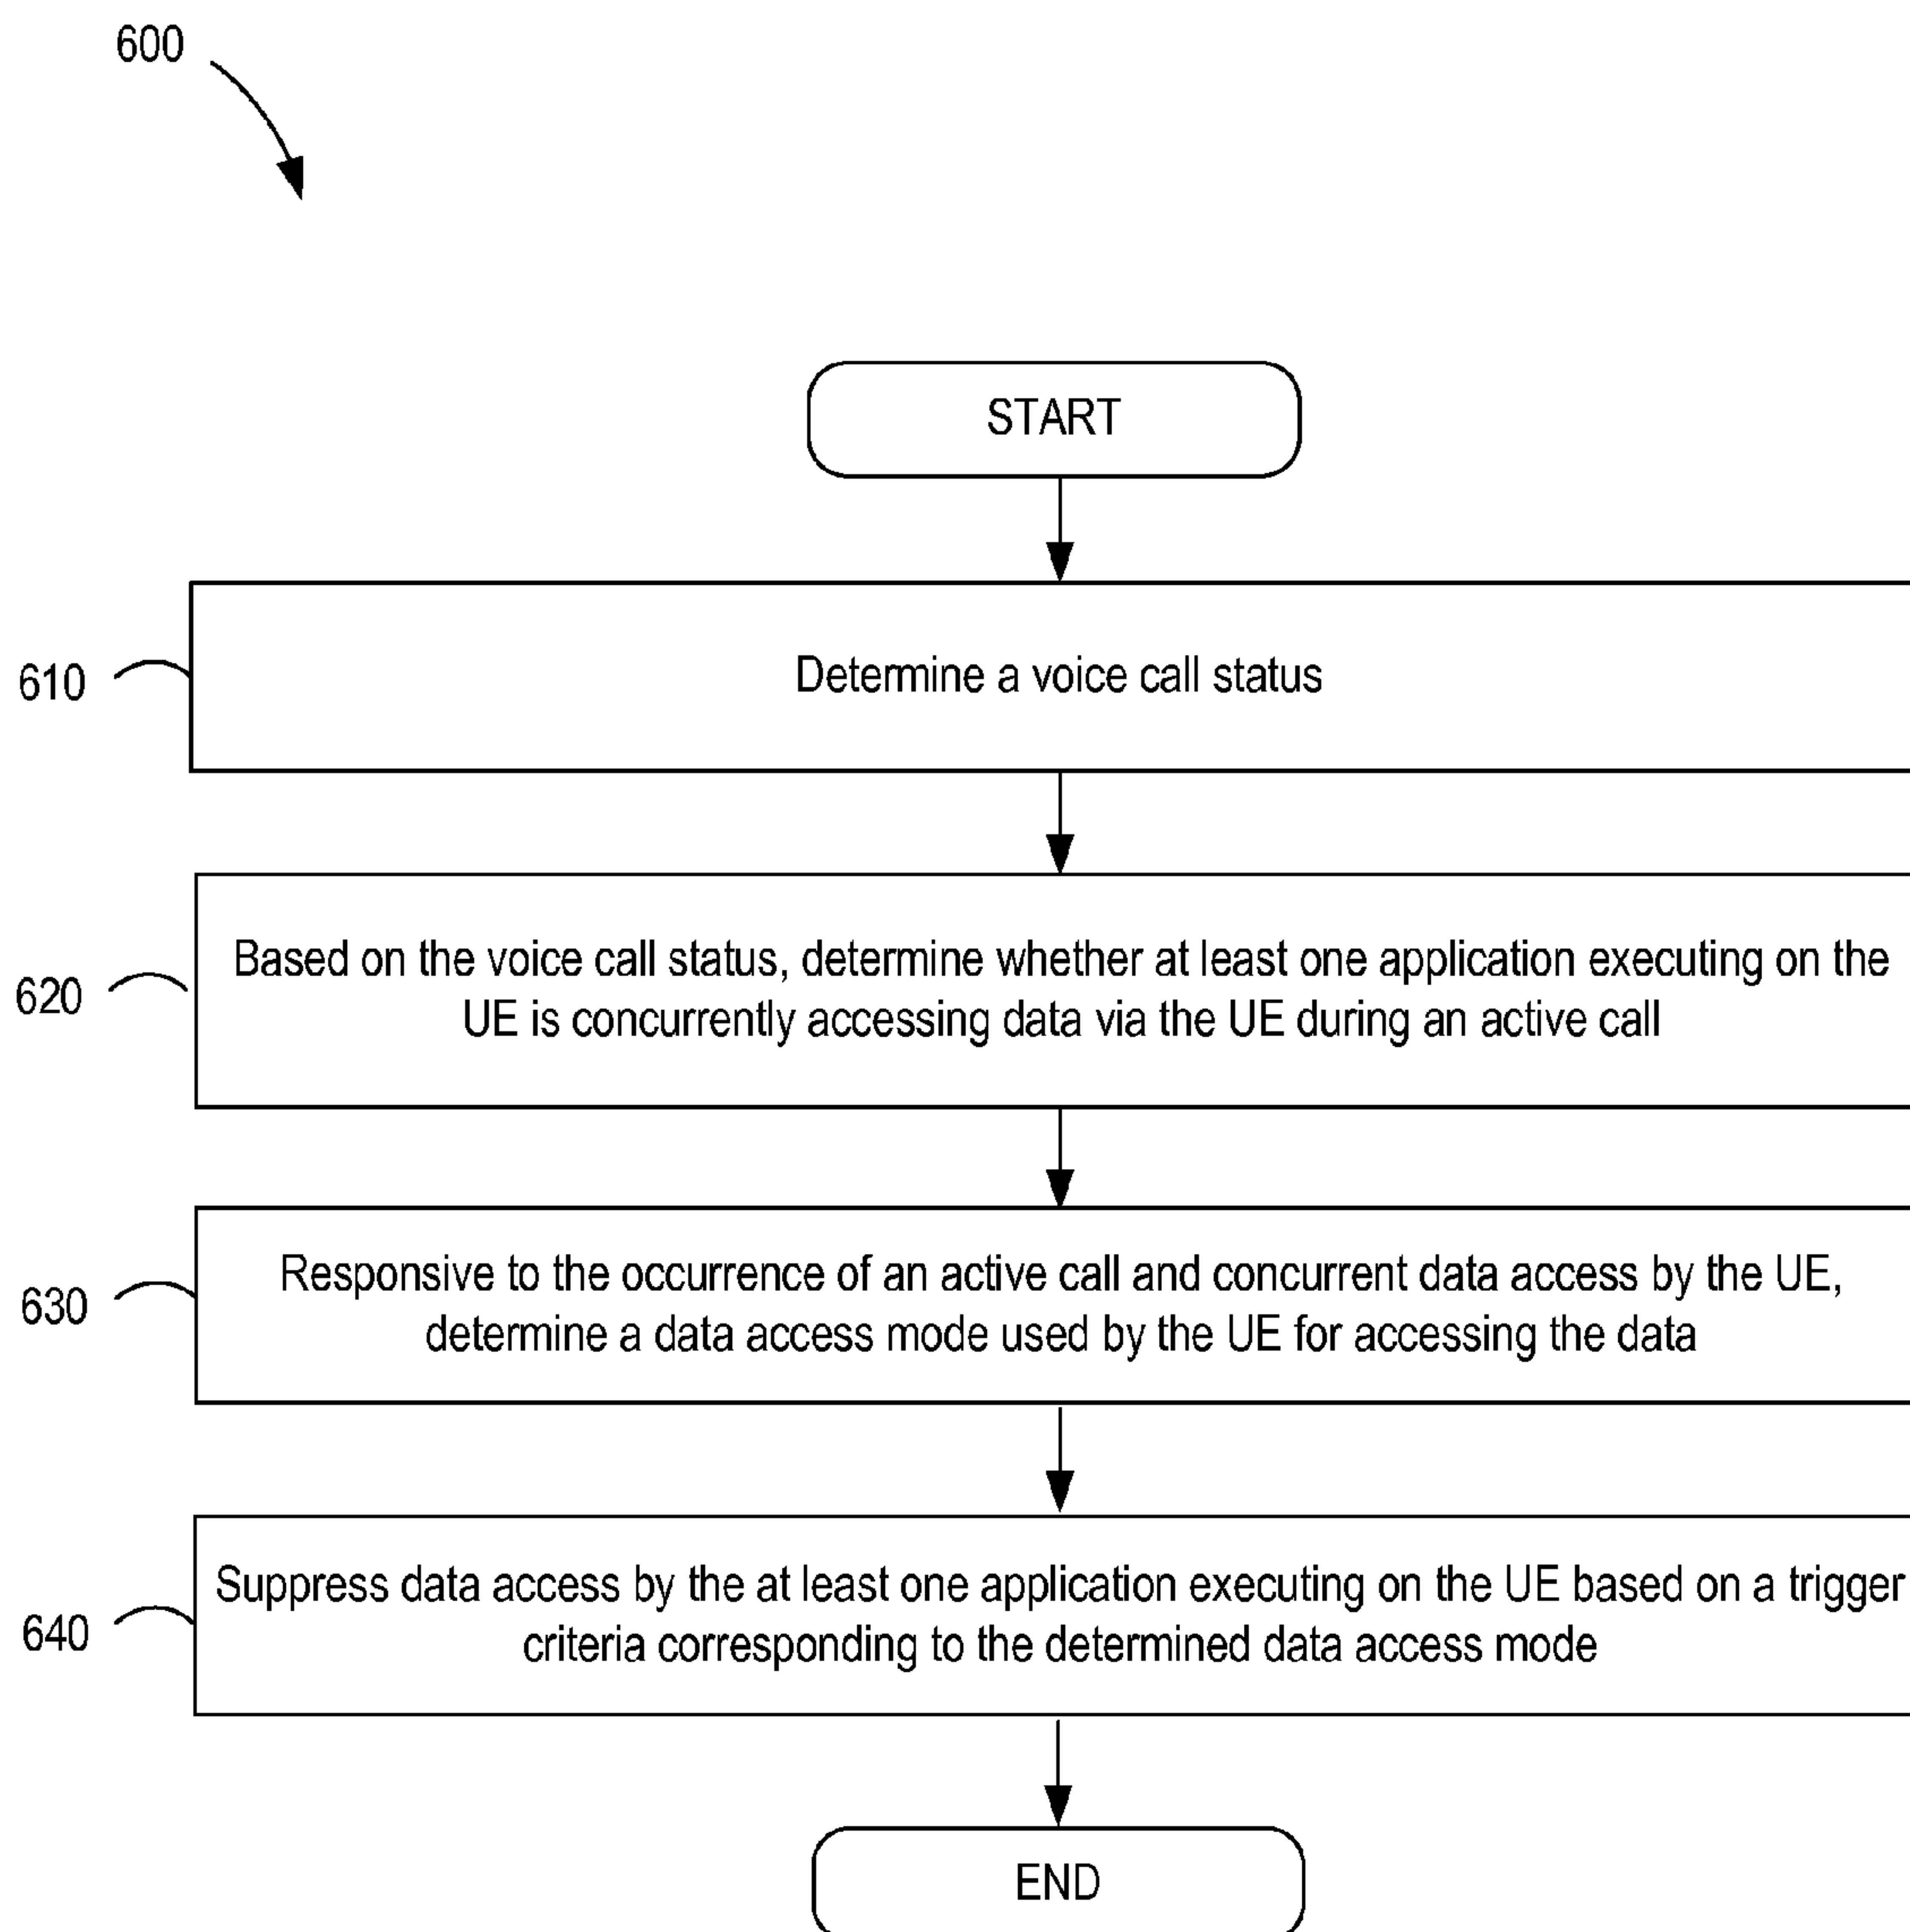 600
START
610
Determine a voice call status
620
Based on the voice call status, determine whether at least one application executing on the
UE is concurrently accessing data via the UE during an active call
630
Responsive to the occurrence of an active call and concurrent data access by the UE,
determine a data access mode used by the UE for accessing the data
640
Suppress data access by the at least one application executing on the UE based on a trigger
criteria corresponding to the determined data access mode
END